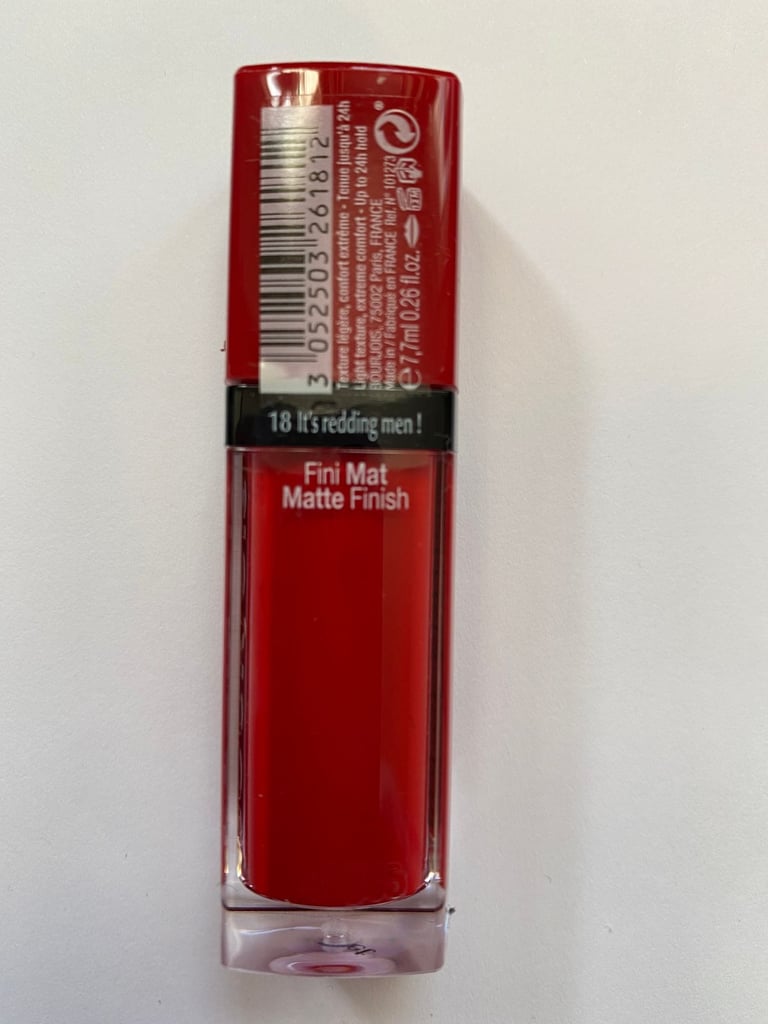 3 052503 261812
Texture légère, confort extrême - Tenue jusqu'à 24h
Light texture, extreme comfort - Up to 24h hold
BOURJOIS, 75002 Paris, FRANCE
Made in / Fabriqué en FRANCE Ref. N° 101273
e 7,7ml 0.26 fl.oz.
18 It's redding men !
Fini Mat
Matte Finish